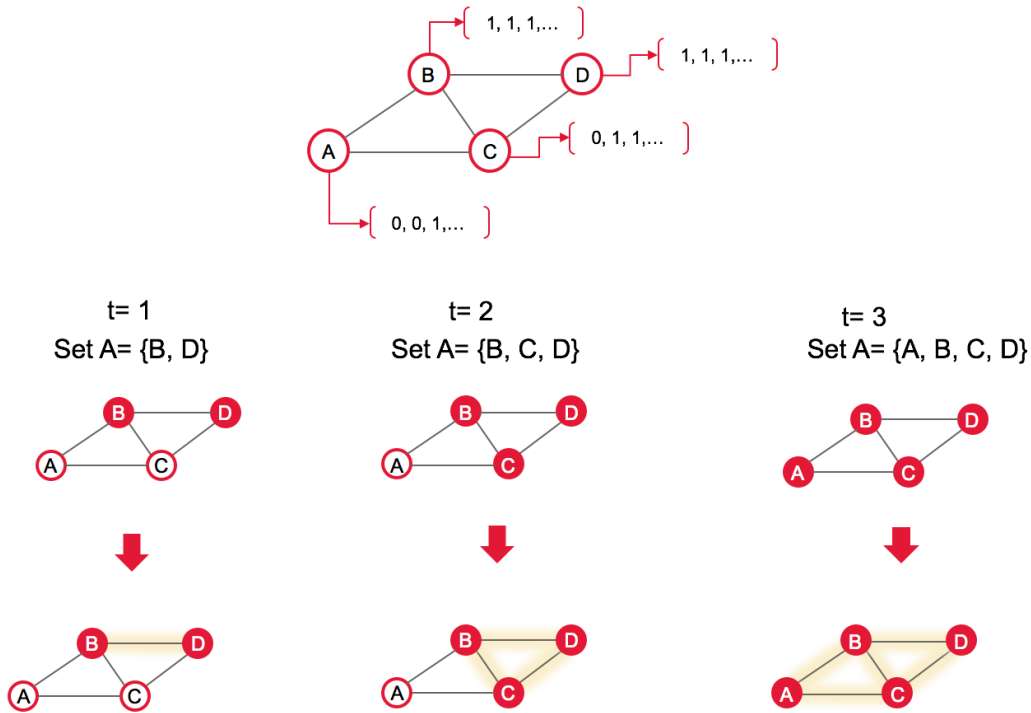 { 1, 1, 1,... }
B
D
{ 1, 1, 1,... }
A
C
{ 0, 1, 1,... }
{ 0, 0, 1,... }
t= 1
t= 2
t= 3
Set A= {B, D}
Set A= {B, C, D}
Set A= {A, B, C, D}
B
D
B
D
B
D
A
C
A
C
A
C
B
D
B
D
B
D
A
C
A
C
A
C